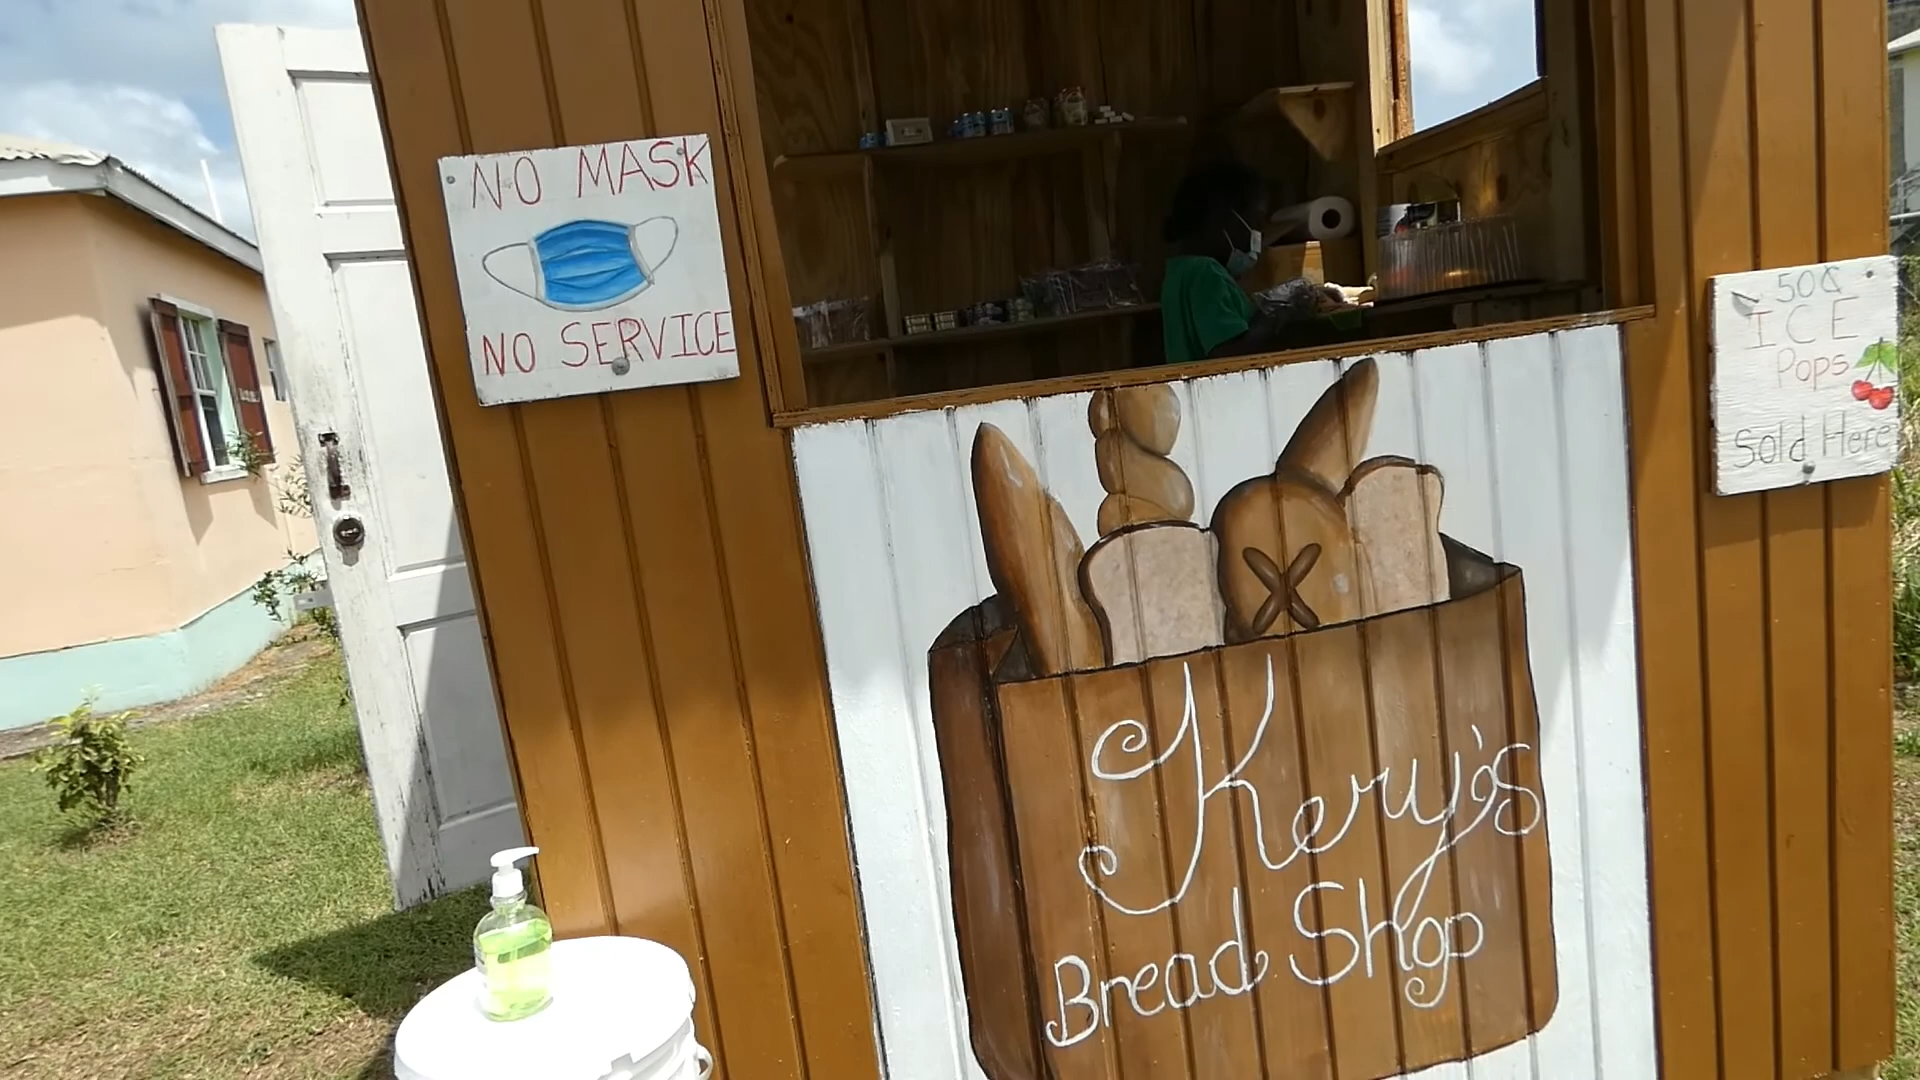 NO MASK
NO SERVICE
50¢
ICE
Pops
Sold Here
Kery's
Bread Shop